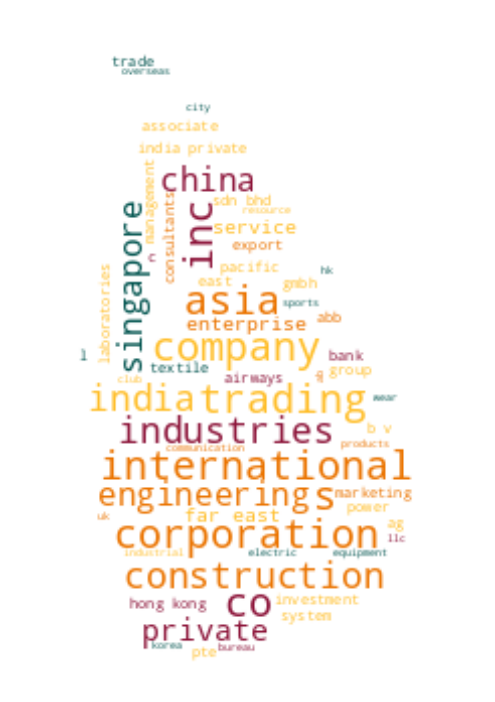 trade
overseas
city
associate
india private
management
china
consultants
sdn bhd
resource
singapore
inc
service
c
export
pacific
hk
laboratories
east
gmbh
asia
sports
abb
enterprise
company
l
bank
textile
airways
group
club
india
trading
wear
industries
b v
products
communication
international
engineering
s
marketing
power
uk
far east
ag
corporation
llc
industrial
electric
equipment
construction
hong kong
co
investment
system
private
korea
pte
bureau